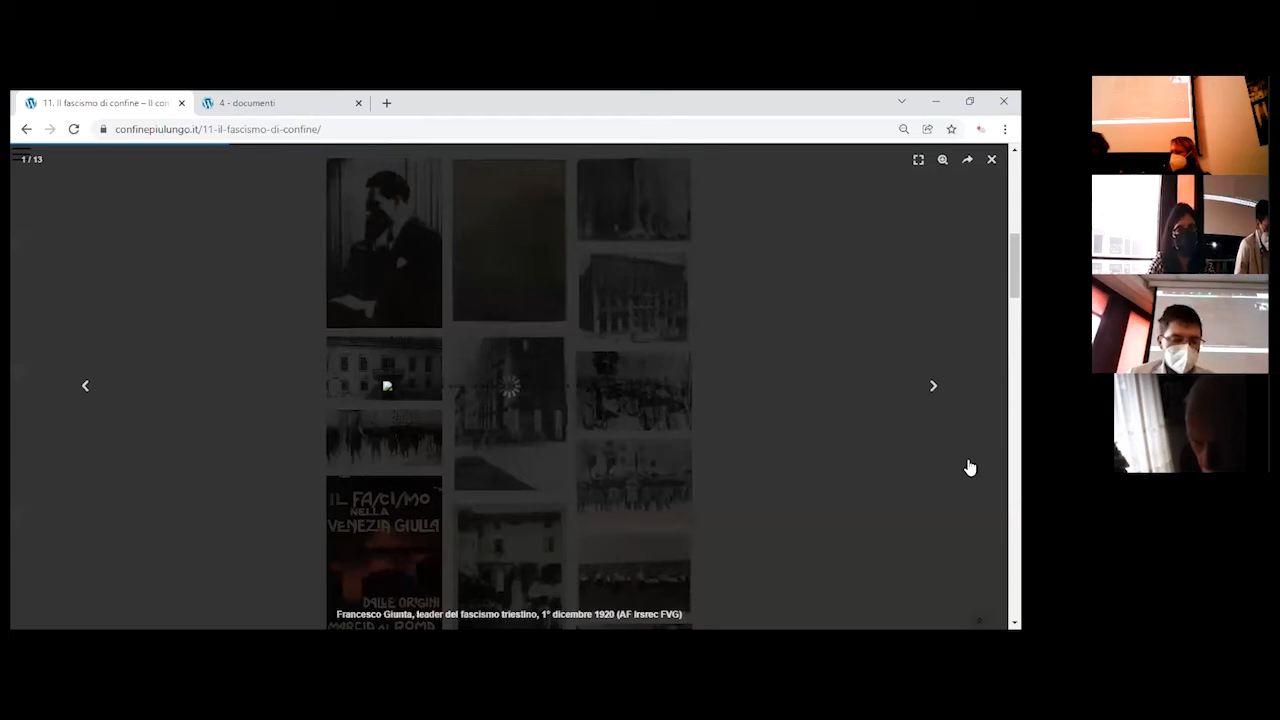 11. Il fascismo di confine – Il con
4 - documenti
confinepiulungo.it/11-il-fascismo-di-confine/
1 / 13
IL FASCISMO
NELLA
VENEZIA GIULIA
DALLE ORIGINI
MARCIA
ROMA
Francesco Giunta, leader del fascismo triestino, 1° dicembre 1920 (AF Irsrec FVG)